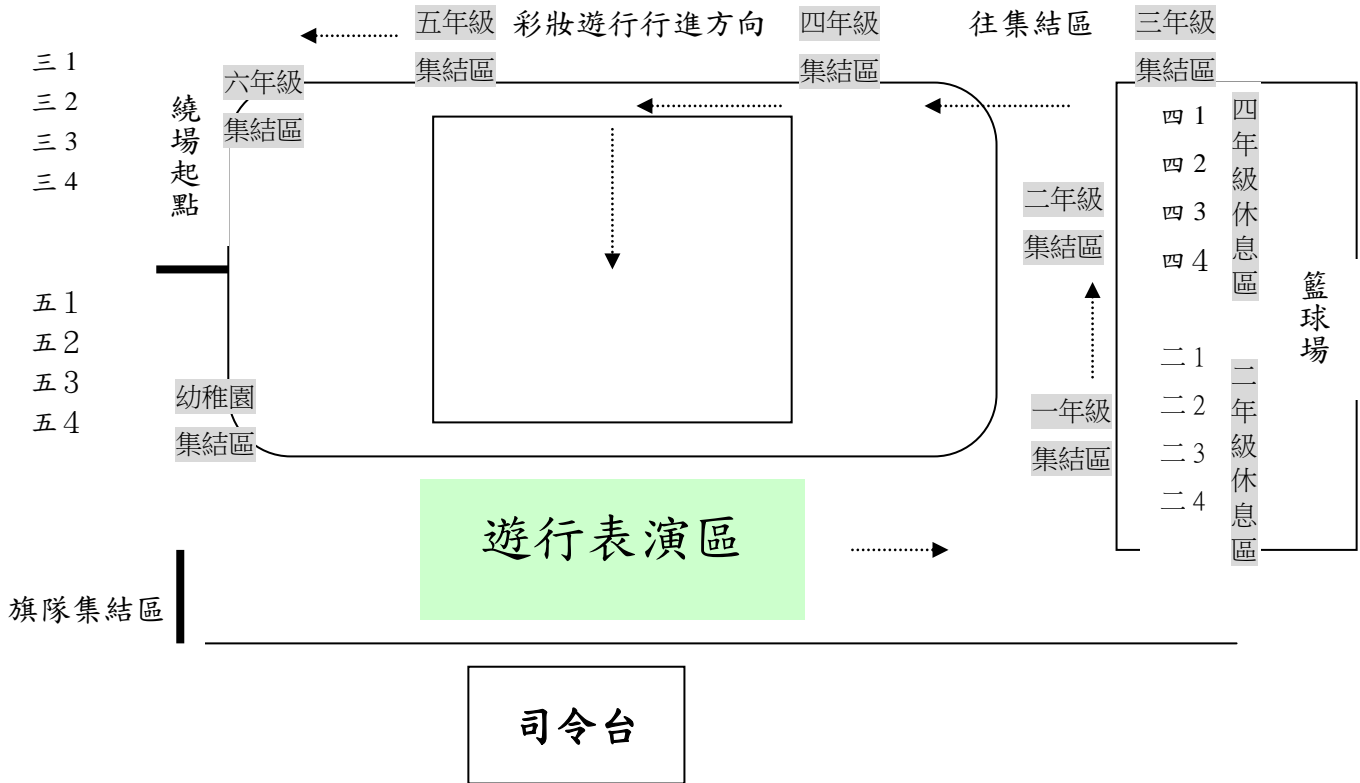 五年級
集結區
彩妝遊行行進方向
四年級
集結區
往集結區
三年級
集結區
三 1
三 2
三 3
三 4
六年級
集結區
繞場起點
四 1
四 2
四 3
四 4
四年級休息區
二年級
集結區
籃球場
五 1
五 2
五 3
五 4
幼稚園
集結區
一年級
集結區
二 1
二 2
二 3
二 4
二年級休息區
遊行表演區
旗隊集結區
司令台